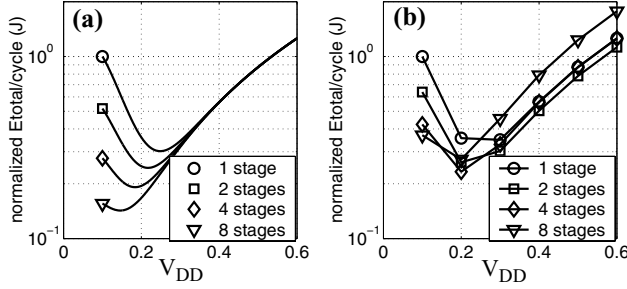 (a)
normalized Etotal/cycle (J)
10^0
10^-1
0
0.2
0.4
0.6
V_DD
1 stage
2 stages
4 stages
8 stages
(b)
normalized Etotal/cycle (J)
10^0
10^-1
0
0.2
0.4
0.6
V_DD
1 stage
2 stages
4 stages
8 stages